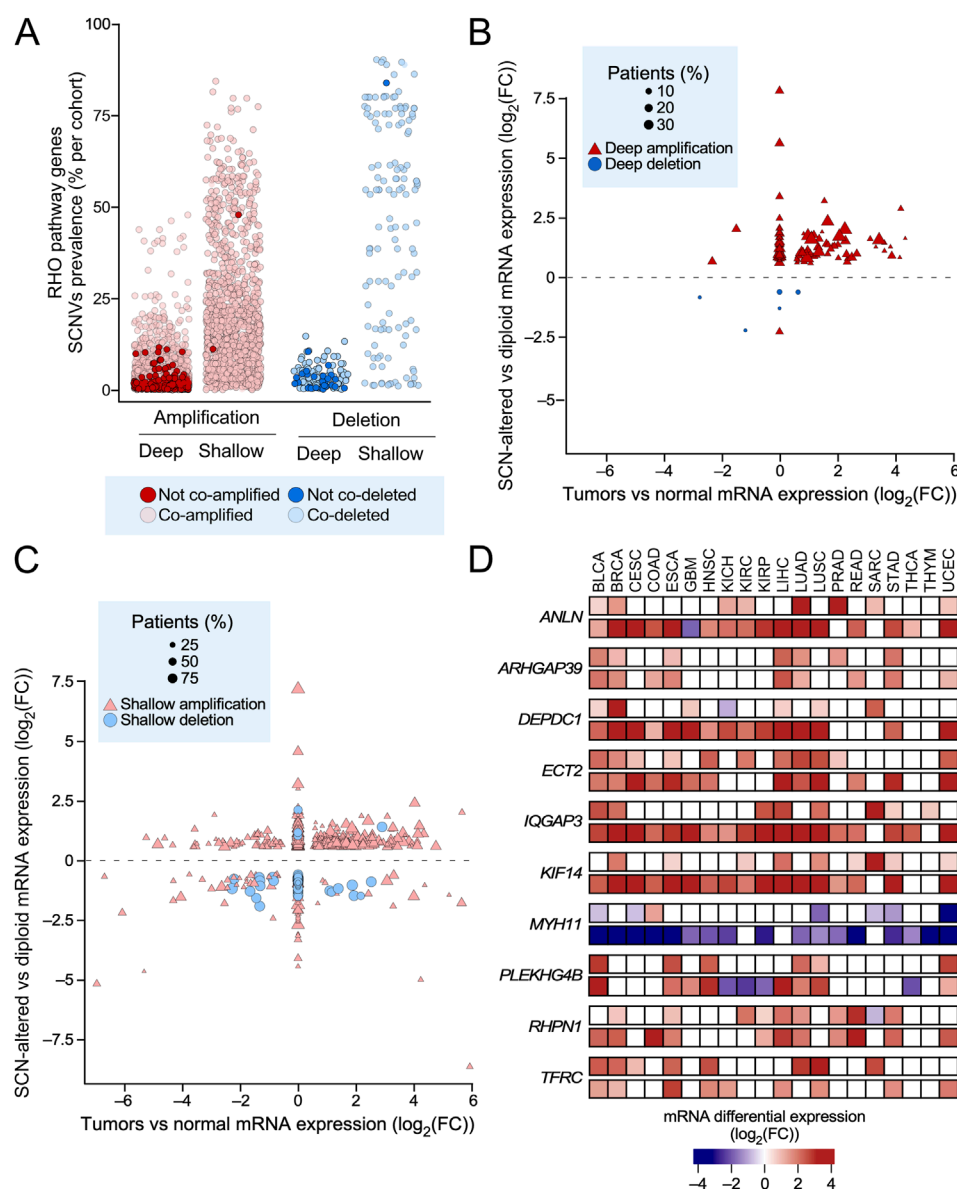 A
RHO pathway genes
SCNVs prevalence (% per cohort)
100
75
50
25
0
Amplification
Deletion
Deep
Shallow
Deep
Shallow
Not co-amplified
Not co-deleted
Co-amplified
Co-deleted
B
SCN-altered vs diploid mRNA expression (log2(FC))
Patients (%)
10
20
30
Deep amplification
Deep deletion
7.5
5
2.5
0
−2.5
−5
−6
−4
−2
0
2
4
6
Tumors vs normal mRNA expression (log2(FC))
C
SCN-altered vs diploid mRNA expression (log2(FC))
Patients (%)
25
50
75
Shallow amplification
Shallow deletion
7.5
5
2.5
0
−2.5
−5
−7.5
−6
−4
−2
0
2
4
6
Tumors vs normal mRNA expression (log2(FC))
D
BLCA
BRCA
CESC
COAD
ESCA
GBM
HNSC
KICH
KIRC
KIRP
LIHC
LUAD
LUSC
PRAD
READ
SARC
STAD
THCA
THYM
UCEC
ANLN
ARHGAP39
DEPDC1
ECT2
IQGAP3
KIF14
MYH11
PLEKHG4B
RHPN1
TFRC
mRNA differential expression
(log2(FC))
−4
−2
0
2
4